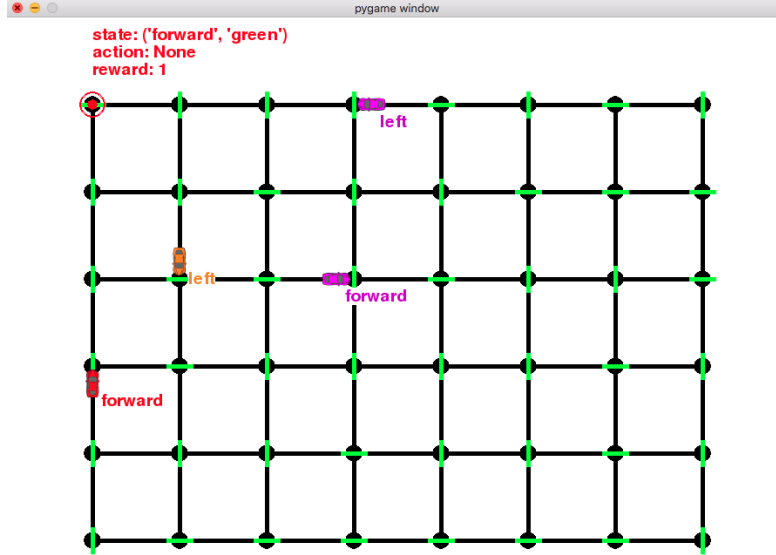 pygame window
state: ('forward', 'green')
action: None
reward: 1
left
left
forward
forward